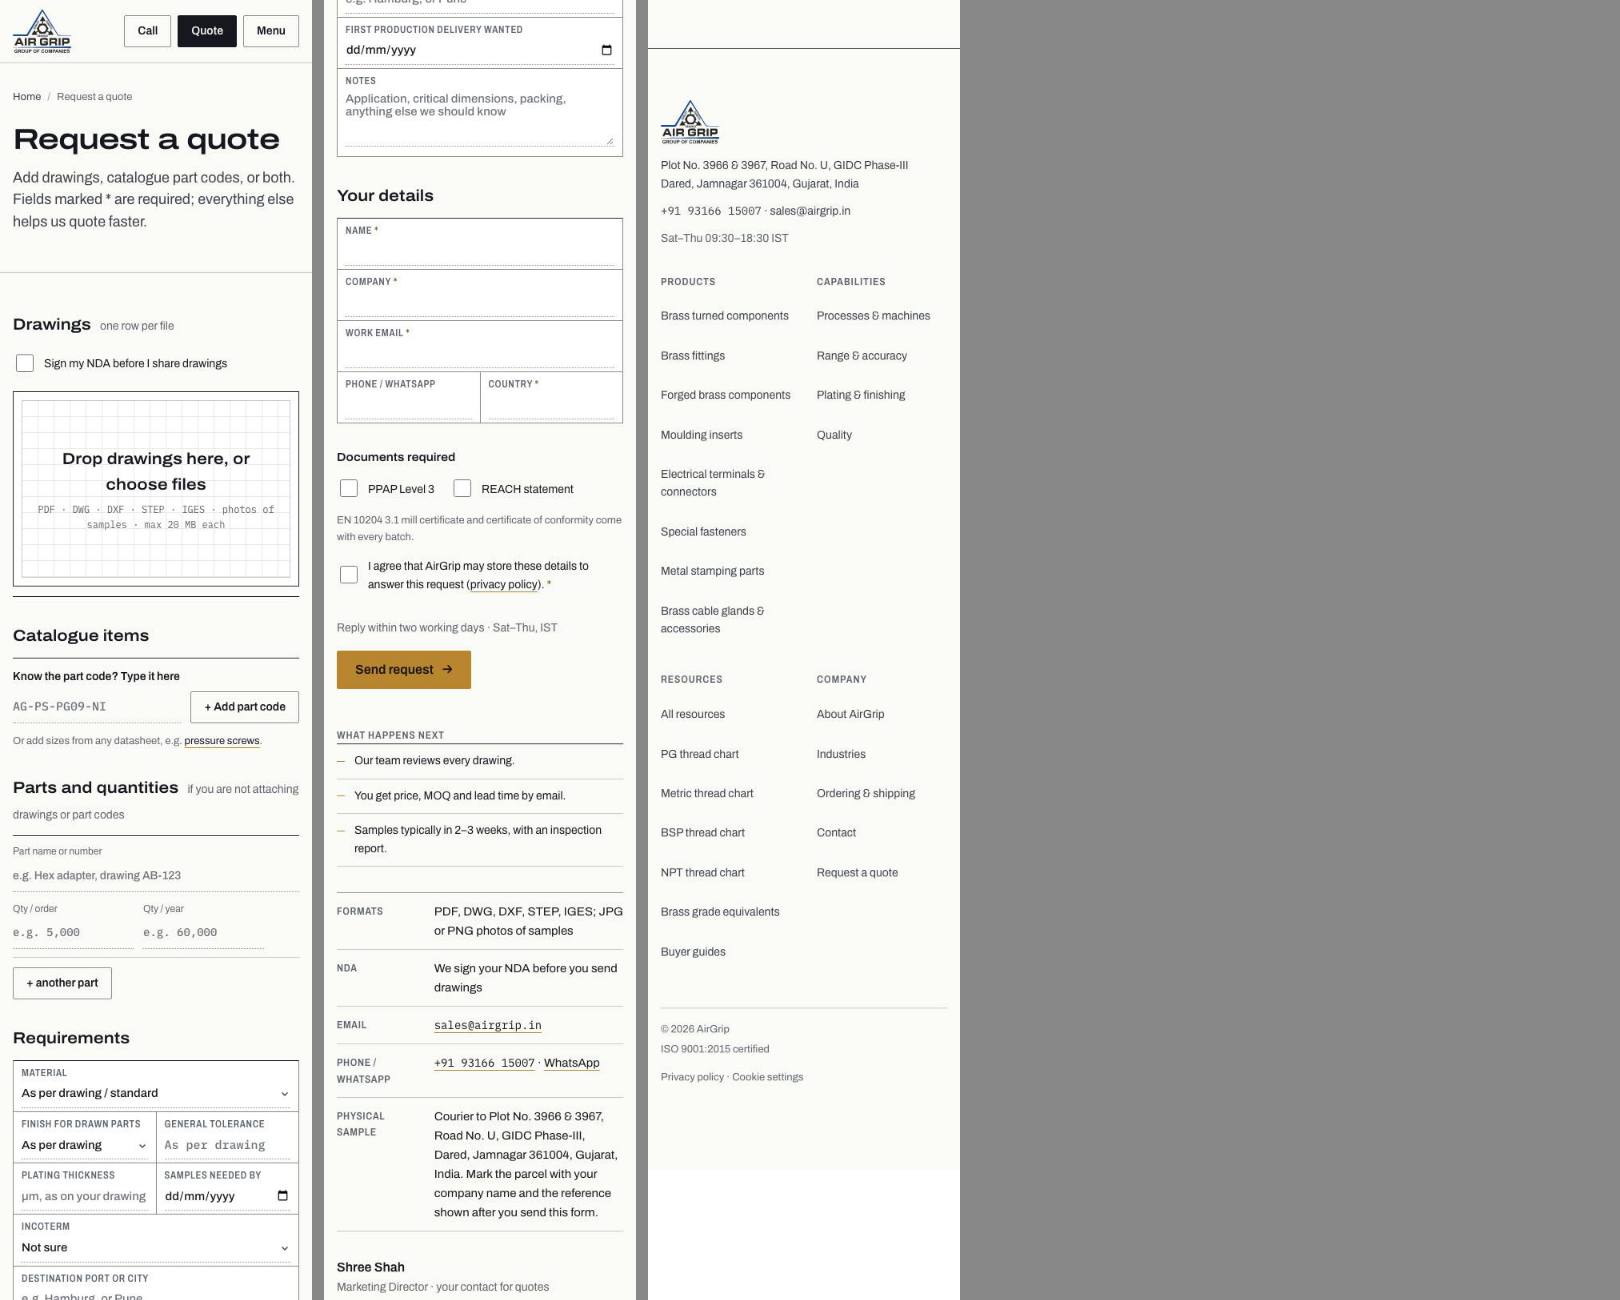 AIR GRIP
GROUP OF COMPANIES
Call
Quote
Menu
Home / Request a quote
Request a quote
Add drawings, catalogue part codes, or both.
Fields marked * are required; everything else
helps us quote faster.
Drawings one row per file
Sign my NDA before I share drawings
Drop drawings here, or
choose files
PDF · DWG · DXF · STEP · IGES · photos of
samples · max 20 MB each
Catalogue items
Know the part code? Type it here
AG-PS-PG09-NI
+ Add part code
Or add sizes from any datasheet, e.g. pressure screws.
Parts and quantities if you are not attaching
drawings or part codes
Part name or number
e.g. Hex adapter, drawing AB-123
Qty / order
Qty / year
e.g. 5,000
e.g. 60,000
+ another part
Requirements
MATERIAL
As per drawing / standard
FINISH FOR DRAWN PARTS
GENERAL TOLERANCE
As per drawing
As per drawing
PLATING THICKNESS
SAMPLES NEEDED BY
µm, as on your drawing
dd/mm/yyyy
INCOTERM
Not sure
DESTINATION PORT OR CITY
e.g. Hamburg, or Pune
e.g. Hamburg, or Pune
FIRST PRODUCTION DELIVERY WANTED
dd/mm/yyyy
NOTES
Application, critical dimensions, packing,
anything else we should know
Your details
NAME *
COMPANY *
WORK EMAIL *
PHONE / WHATSAPP
COUNTRY *
Documents required
PPAP Level 3
REACH statement
EN 10204 3.1 mill certificate and certificate of conformity come
with every batch.
I agree that AirGrip may store these details to
answer this request (privacy policy). *
Reply within two working days · Sat–Thu, IST
Send request →
WHAT HAPPENS NEXT
— Our team reviews every drawing.
— You get price, MOQ and lead time by email.
— Samples typically in 2–3 weeks, with an inspection
report.
FORMATS
PDF, DWG, DXF, STEP, IGES; JPG
or PNG photos of samples
NDA
We sign your NDA before you send
drawings
EMAIL
sales@airgrip.in
PHONE /
WHATSAPP
+91 93166 15007 · WhatsApp
PHYSICAL
SAMPLE
Courier to Plot No. 3966 & 3967,
Road No. U, GIDC Phase-III,
Dared, Jamnagar 361004, Gujarat,
India. Mark the parcel with your
company name and the reference
shown after you send this form.
Shree Shah
Marketing Director · your contact for quotes
AIR GRIP
GROUP OF COMPANIES
Plot No. 3966 & 3967, Road No. U, GIDC Phase-III
Dared, Jamnagar 361004, Gujarat, India
+91 93166 15007 · sales@airgrip.in
Sat–Thu 09:30–18:30 IST
PRODUCTS
Brass turned components
Brass fittings
Forged brass components
Moulding inserts
Electrical terminals &
connectors
Special fasteners
Metal stamping parts
Brass cable glands &
accessories
CAPABILITIES
Processes & machines
Range & accuracy
Plating & finishing
Quality
RESOURCES
All resources
PG thread chart
Metric thread chart
BSP thread chart
NPT thread chart
Brass grade equivalents
Buyer guides
COMPANY
About AirGrip
Industries
Ordering & shipping
Contact
Request a quote
© 2026 AirGrip
ISO 9001:2015 certified
Privacy policy · Cookie settings